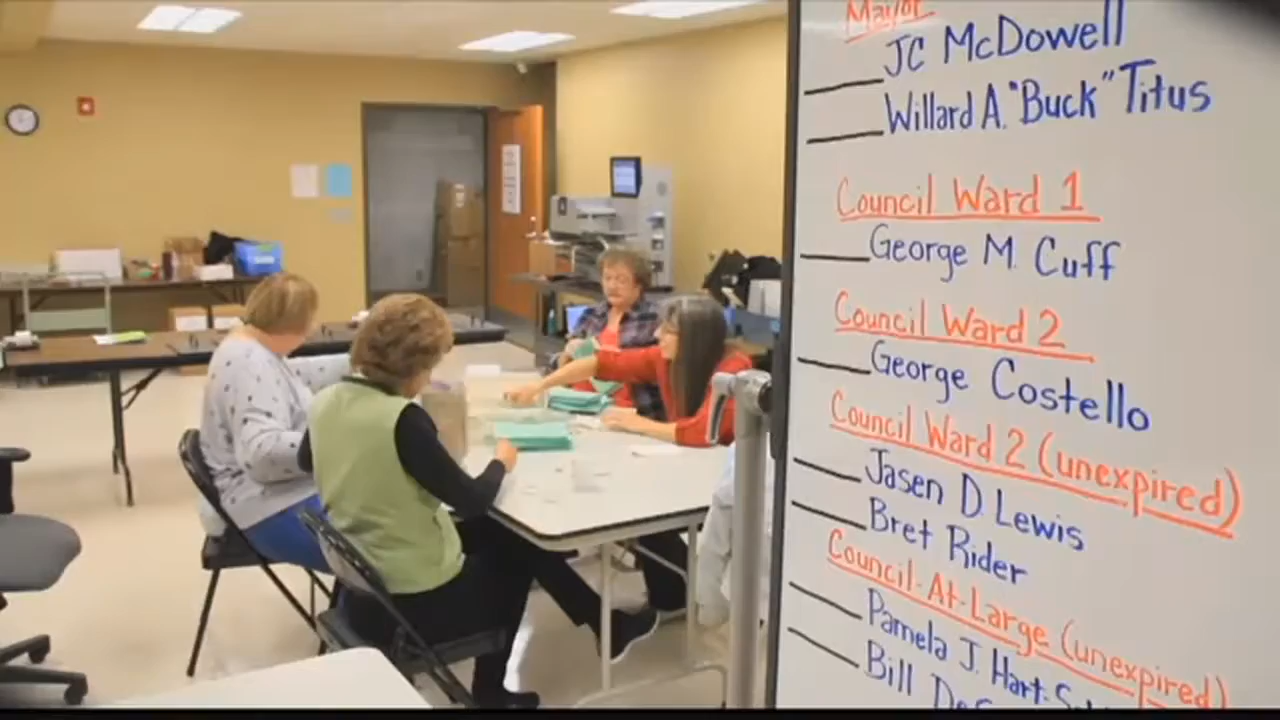 Mayor
JC McDowell
Willard A. "Buck" Titus
Council Ward 1
George M. Cuff
Council Ward 2
George Costello
Council Ward 2 (unexpired)
Jasen D. Lewis
Bret Rider
Council-At-Large (unexpired)
Pamela J. Hart-
Bill